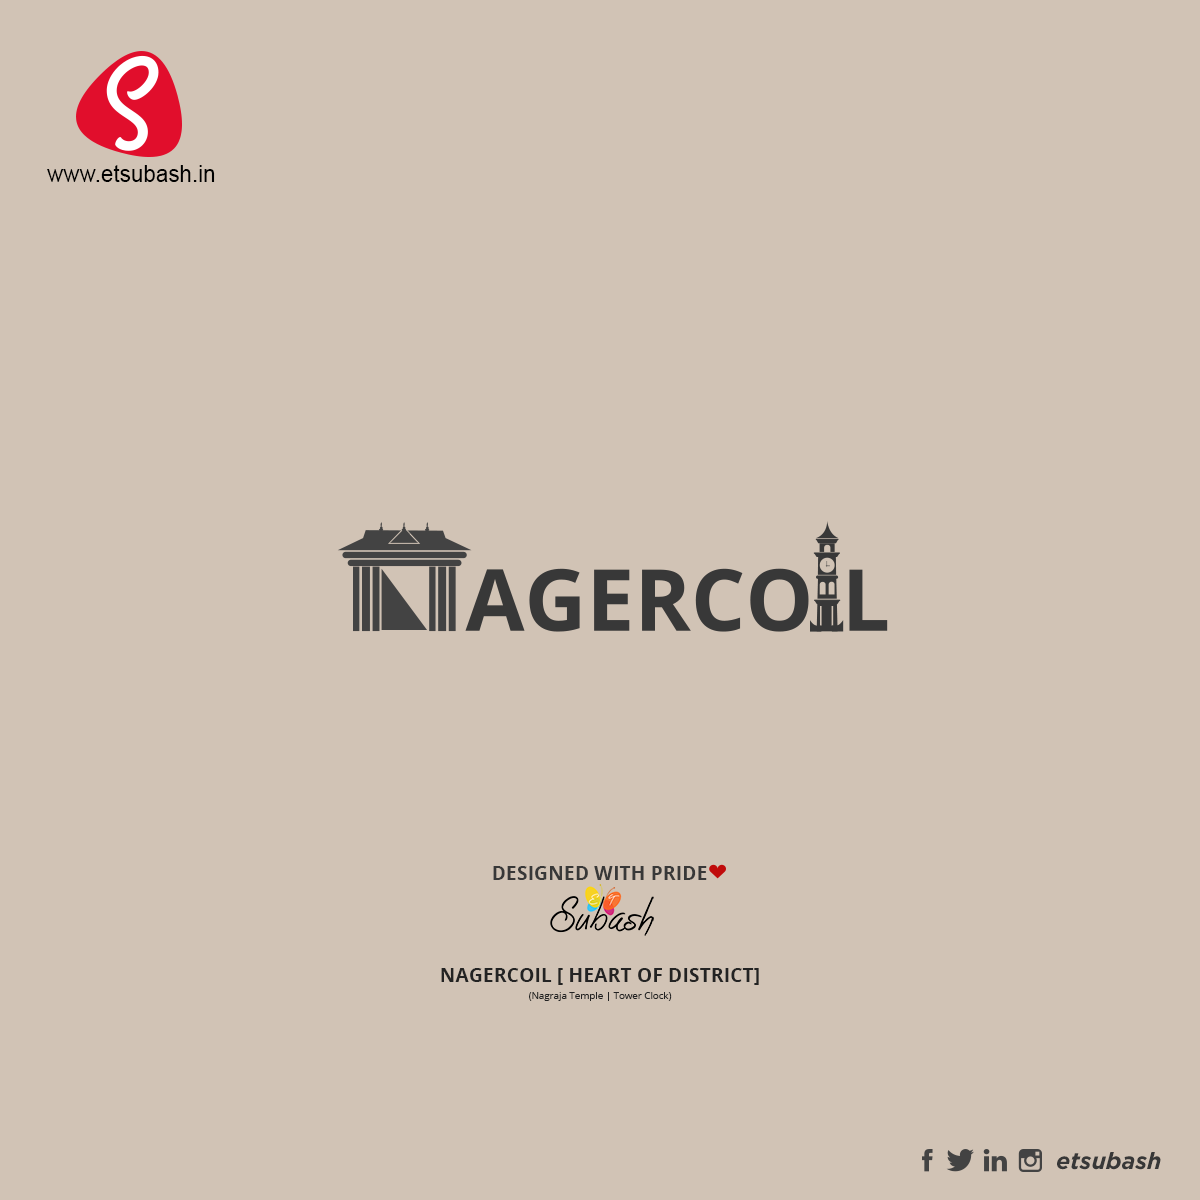 S
www.etsubash.in
NAGERCOIL
DESIGNED WITH PRIDE❤
ET
Subash
NAGERCOIL [ HEART OF DISTRICT]
(Nagraja Temple | Tower Clock)
f in etsubash